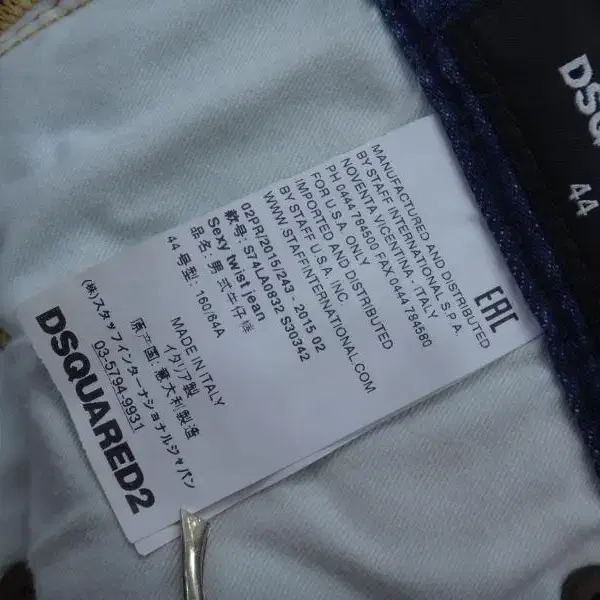 MANUFACTURED AND DISTRIBUTED
BY STAFF INTERNATIONAL S.P.A.
NOVENTA VICENTINA - ITALY
PH 0444 784500 FAX 0444 784580
FOR U.S.A. ONLY
IMPORTED AND DISTRIBUTED
BY STAFF U.S.A. INC.
WWW.STAFFINTERNATIONAL.COM
EAC
02PR/2015/243 - 2015 02
款号: S74LA0832 S30342
Sexy twist jean
品名: 男 式牛仔褲
44 号型: 160/84A
MADE IN ITALY
イタリア製
原产国: 意大利製造
(株)スタッフインターナショナルジャパン
03-5794-9931
DSQUARED2
DSQ
44